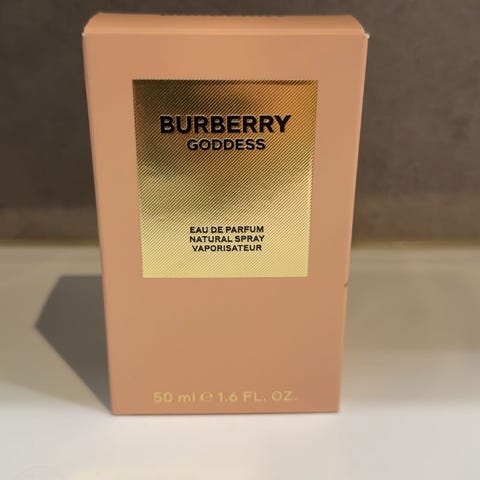 BURBERRY
GODDESS
EAU DE PARFUM
NATURAL SPRAY
VAPORISATEUR
50 ml ℮ 1.6 FL. OZ.